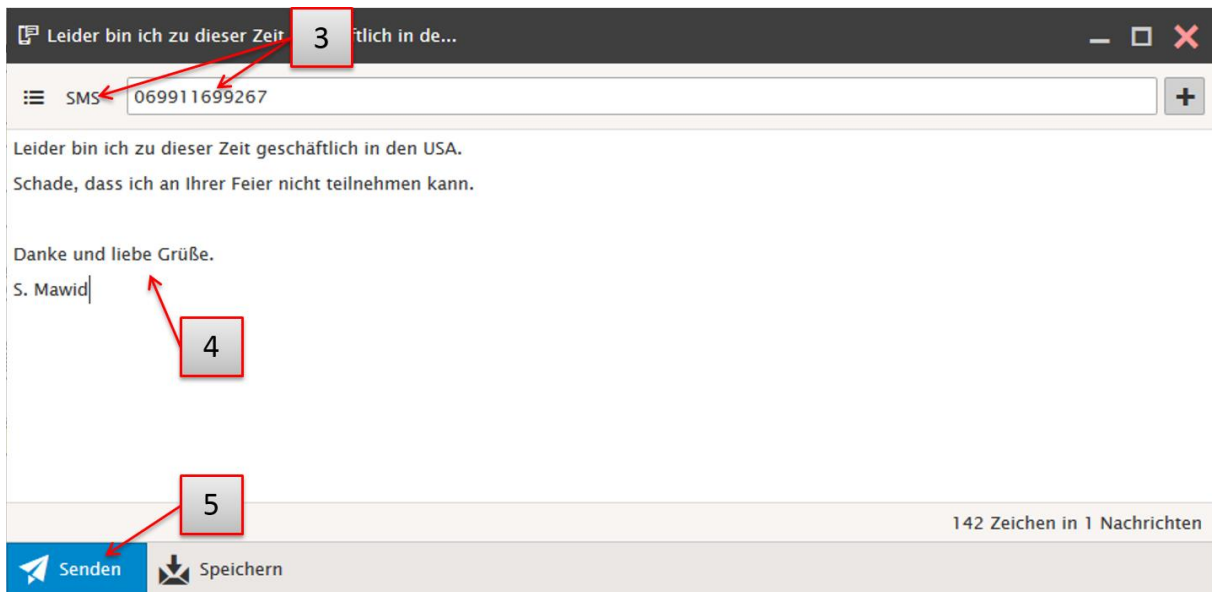 Leider bin ich zu dieser Zeit ftlich in de...
3
SMS 069911699267
Leider bin ich zu dieser Zeit geschäftlich in den USA.
Schade, dass ich an Ihrer Feier nicht teilnehmen kann.
Danke und liebe Grüße.
S. Mawid
4
5
142 Zeichen in 1 Nachrichten
Senden Speichern